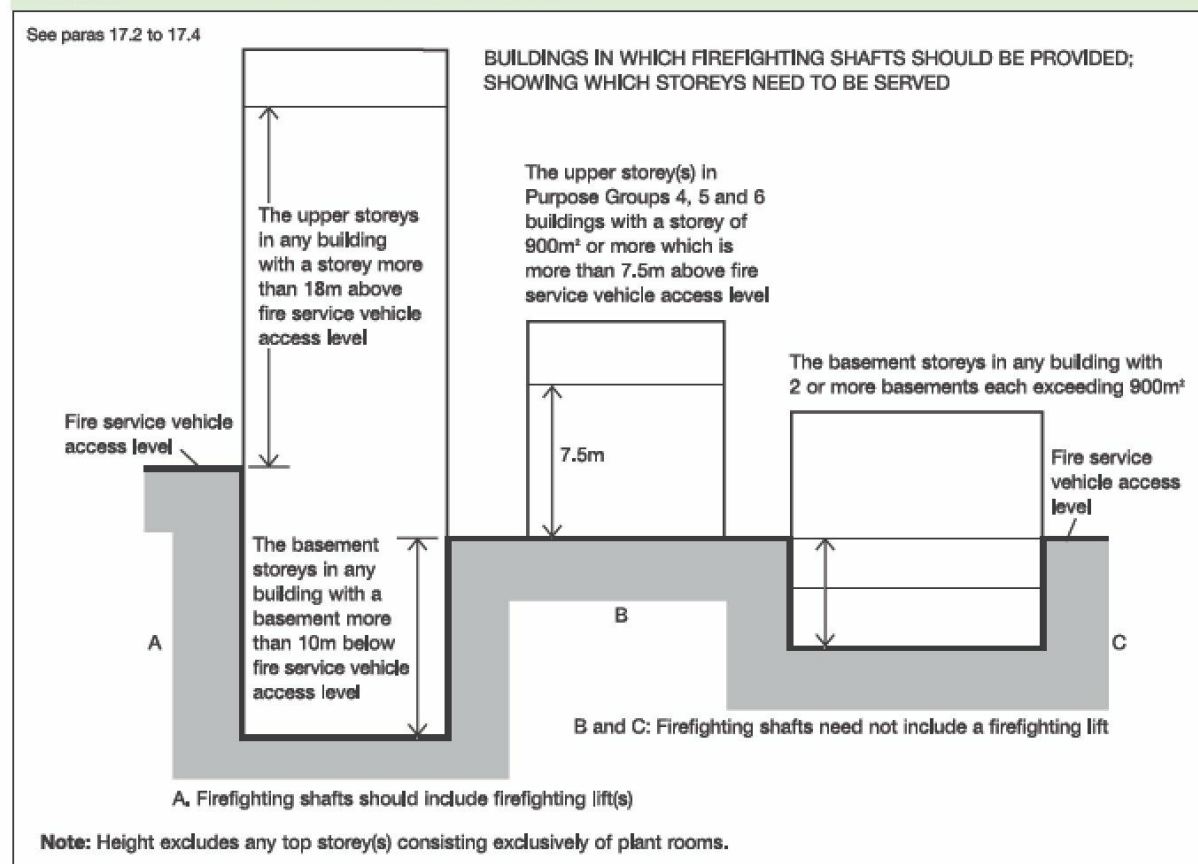 See paras 17.2 to 17.4
BUILDINGS IN WHICH FIREFIGHTING SHAFTS SHOULD BE PROVIDED;
SHOWING WHICH STOREYS NEED TO BE SERVED
The upper storeys
in any building
with a storey more
than 18m above
fire service vehicle
access level
The upper storey(s) in
Purpose Groups 4, 5 and 6
buildings with a storey of
900m² or more which is
more than 7.5m above fire
service vehicle access level
The basement storeys in any building with
2 or more basements each exceeding 900m²
Fire service vehicle
access level
7.5m
Fire service
vehicle access
level
The basement
storeys in any
building with a
basement more
than 10m below
fire service vehicle
access level
A
B
C
B and C: Firefighting shafts need not include a firefighting lift
A. Firefighting shafts should include firefighting lift(s)
Note: Height excludes any top storey(s) consisting exclusively of plant rooms.